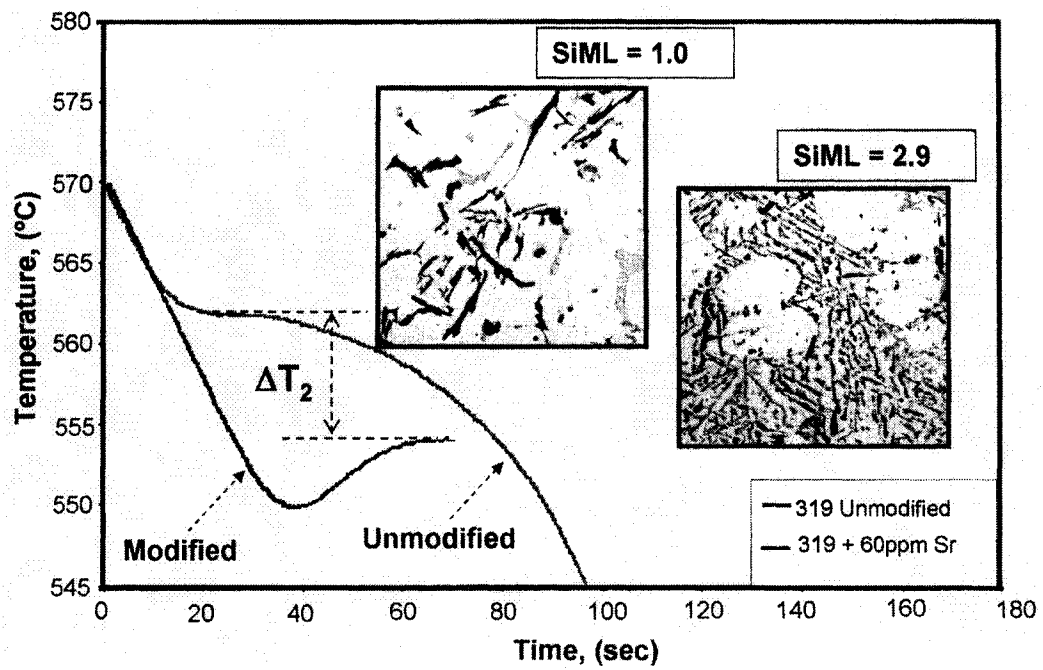 580
575
570
565
560
555
550
545
Temperature, (ºC)
SiML = 1.0
SiML = 2.9
ΔT2
Modified
Unmodified
319 Unmodified
319 + 60ppm Sr
0
20
40
60
80
100
120
140
160
180
Time, (sec)